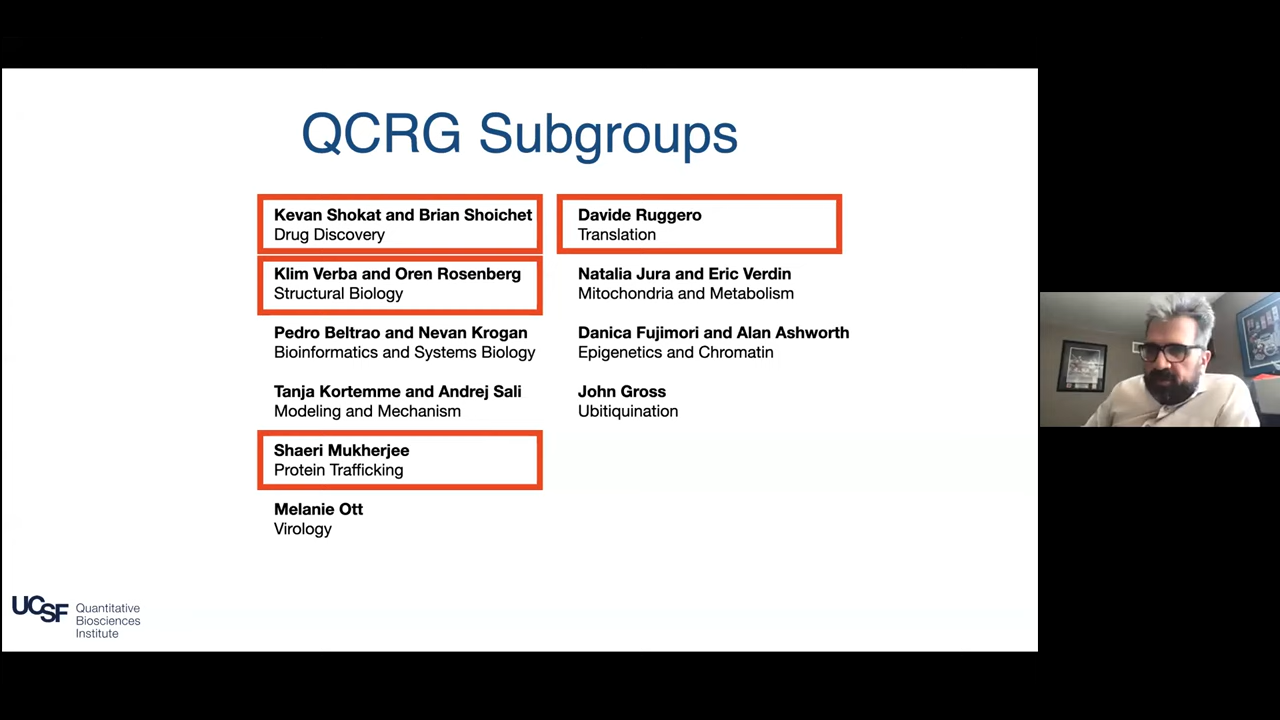 QCRG Subgroups
Kevan Shokat and Brian Shoichet
Drug Discovery
Klim Verba and Oren Rosenberg
Structural Biology
Pedro Beltrao and Nevan Krogan
Bioinformatics and Systems Biology
Tanja Kortemme and Andrej Sali
Modeling and Mechanism
Shaeri Mukherjee
Protein Trafficking
Melanie Ott
Virology
Davide Ruggero
Translation
Natalia Jura and Eric Verdin
Mitochondria and Metabolism
Danica Fujimori and Alan Ashworth
Epigenetics and Chromatin
John Gross
Ubitiquination
UCSF
Quantitative
Biosciences
Institute